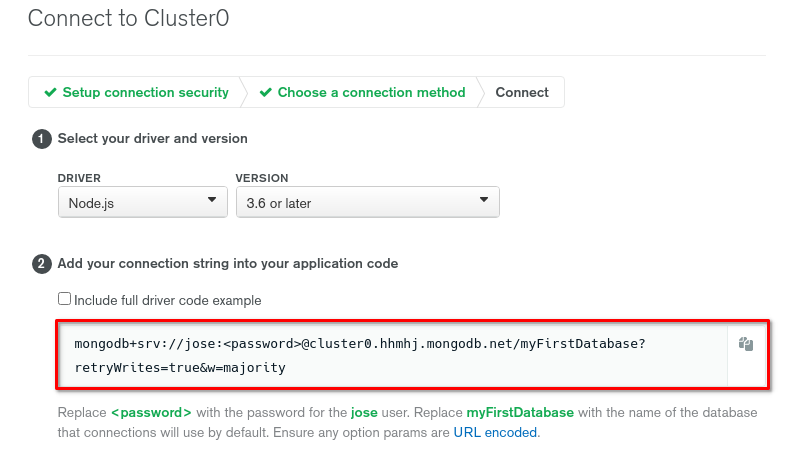 Connect to Cluster0
Setup connection security
Choose a connection method
Connect
1 Select your driver and version
DRIVER
VERSION
Node.js
3.6 or later
2 Add your connection string into your application code
Include full driver code example
mongodb+srv://jose:<password>@cluster0.hhmhj.mongodb.net/myFirstDatabase?
retryWrites=true&w=majority
Replace <password> with the password for the jose user. Replace myFirstDatabase with the name of the database
that connections will use by default. Ensure any option params are URL encoded.